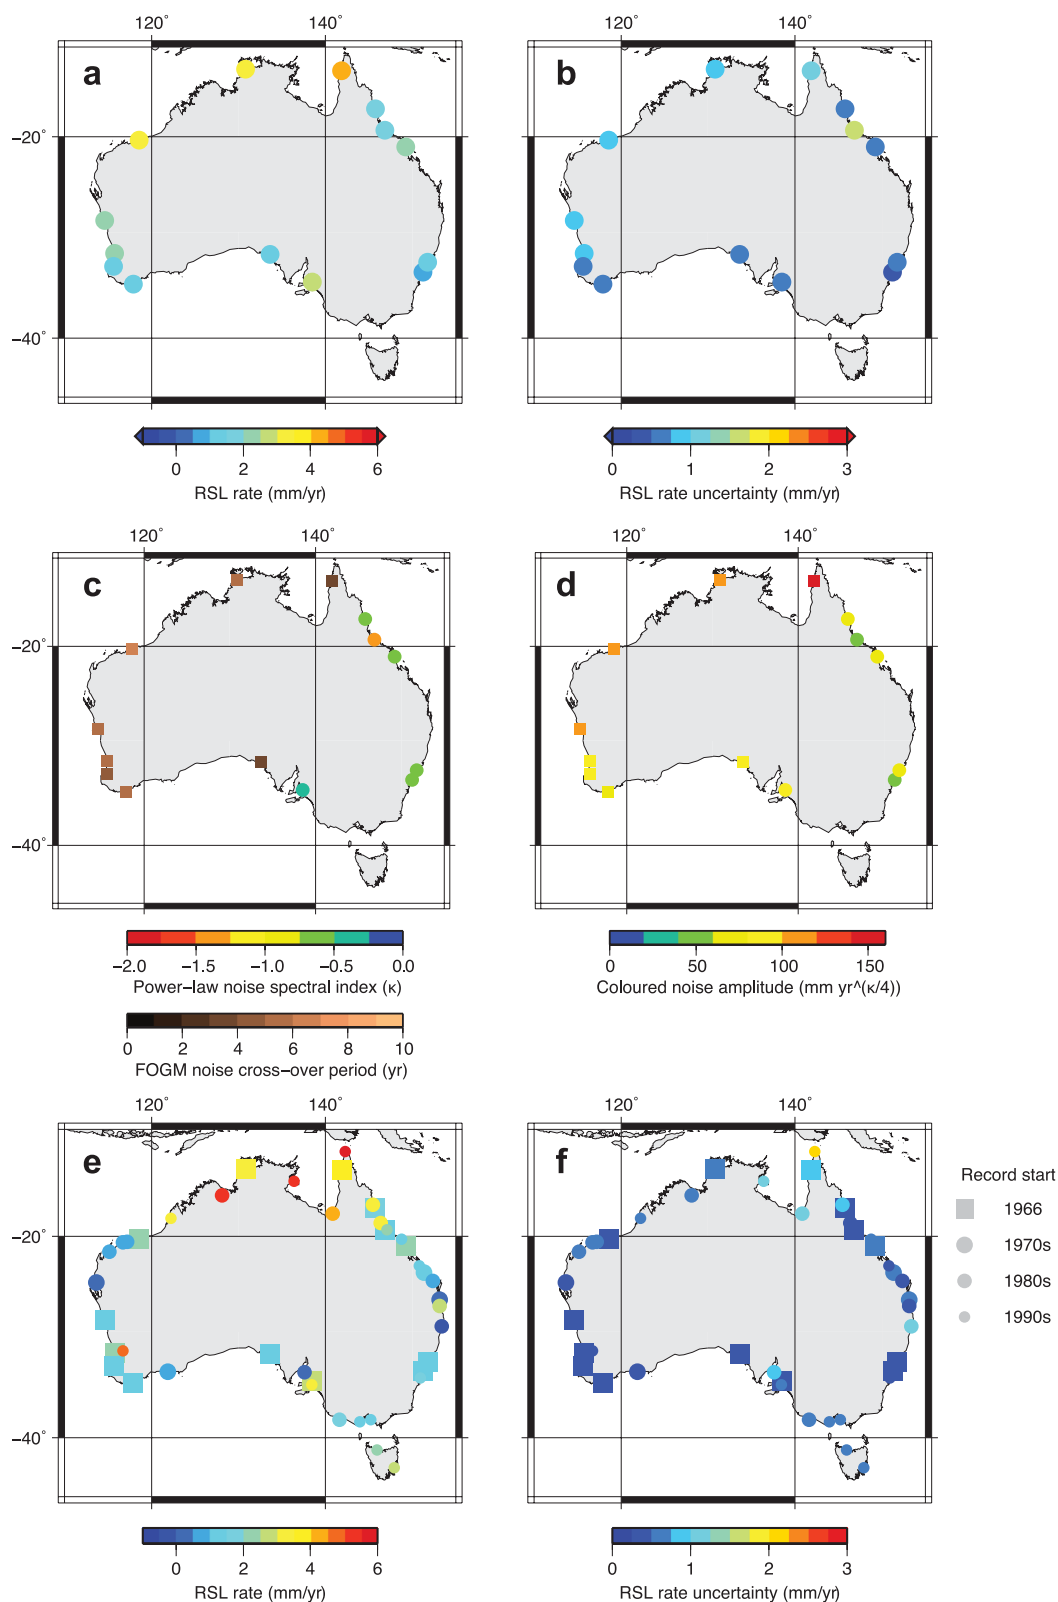 120° 140° 120° 140°
a b
−20° −20°
−40° −40°
0 2 4 6 0 1 2 3
RSL rate (mm/yr) RSL rate uncertainty (mm/yr)
120° 140° 120° 140°
c d
−20° −20°
−40° −40°
−2.0 −1.5 −1.0 −0.5 0.0 0 50 100 150
Power−law noise spectral index (κ) Coloured noise amplitude (mm yr^(κ/4))
0 2 4 6 8 10
FOGM noise cross−over period (yr)
120° 140° 120° 140°
e f
Record start
1966
−20° −20° 1970s
1980s
1990s
−40° −40°
0 2 4 6 0 1 2 3
RSL rate (mm/yr) RSL rate uncertainty (mm/yr)